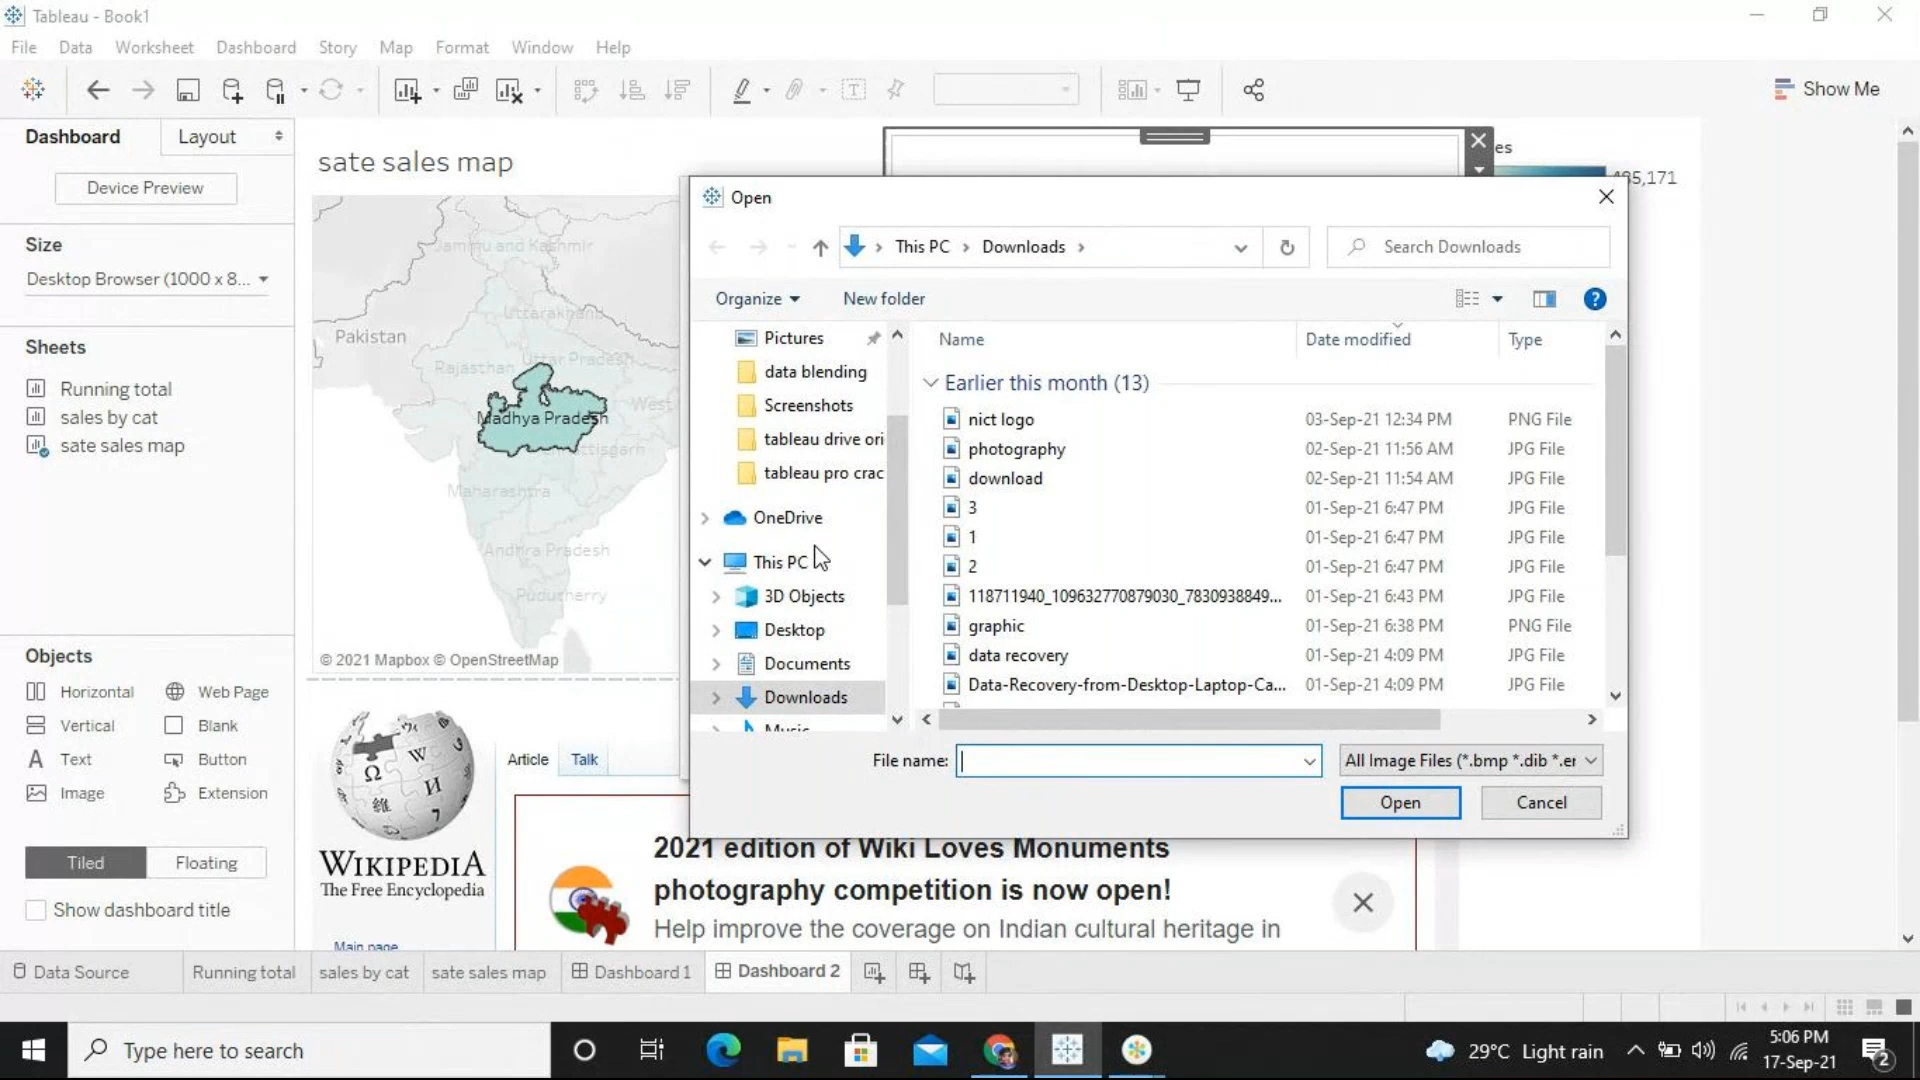 Tableau - Book1
File Data Worksheet Dashboard Story Map Format Window Help
Show Me
Dashboard Layout
Device Preview
Size
Desktop Browser (1000 x 8...
Sheets
Running total
sales by cat
sate sales map
Objects
Horizontal Web Page
Vertical Blank
Text Button
Image Extension
Tiled Floating
Show dashboard title
sate sales map
Jammu and Kashmir
Uttarakhand
Pakistan
Uttar Pradesh
Rajasthan
West
Madhya Pradesh
Maharashtra
Andhra Pradesh
Puducherry
© 2021 Mapbox © OpenStreetMap
es
Open
This PC Downloads
Search Downloads
Organize New folder
Pictures
data blending
Screenshots
tableau drive ori
tableau pro crac
OneDrive
This PC
3D Objects
Desktop
Documents
Downloads
Name Date modified Type
Earlier this month (13)
nict logo 03-Sep-21 12:34 PM PNG File
photography 02-Sep-21 11:56 AM JPG File
download 02-Sep-21 11:54 AM JPG File
3 01-Sep-21 6:47 PM JPG File
1 01-Sep-21 6:47 PM JPG File
2 01-Sep-21 6:47 PM JPG File
118711940_109632770879030_7830938849... 01-Sep-21 6:43 PM JPG File
graphic 01-Sep-21 6:38 PM PNG File
data recovery 01-Sep-21 4:09 PM JPG File
Data-Recovery-from-Desktop-Laptop-Ca... 01-Sep-21 4:09 PM JPG File
File name: All Image Files (*.bmp *.dib *.er
Open Cancel
WIKIPEDIA
The Free Encyclopedia
Main page
Article Talk
2021 edition of Wiki Loves Monuments
photography competition is now open!
Help improve the coverage on Indian cultural heritage in
Data Source Running total sales by cat sate sales map Dashboard 1 Dashboard 2
Type here to search
29°C Light rain
5:06 PM
17-Sep-21
2